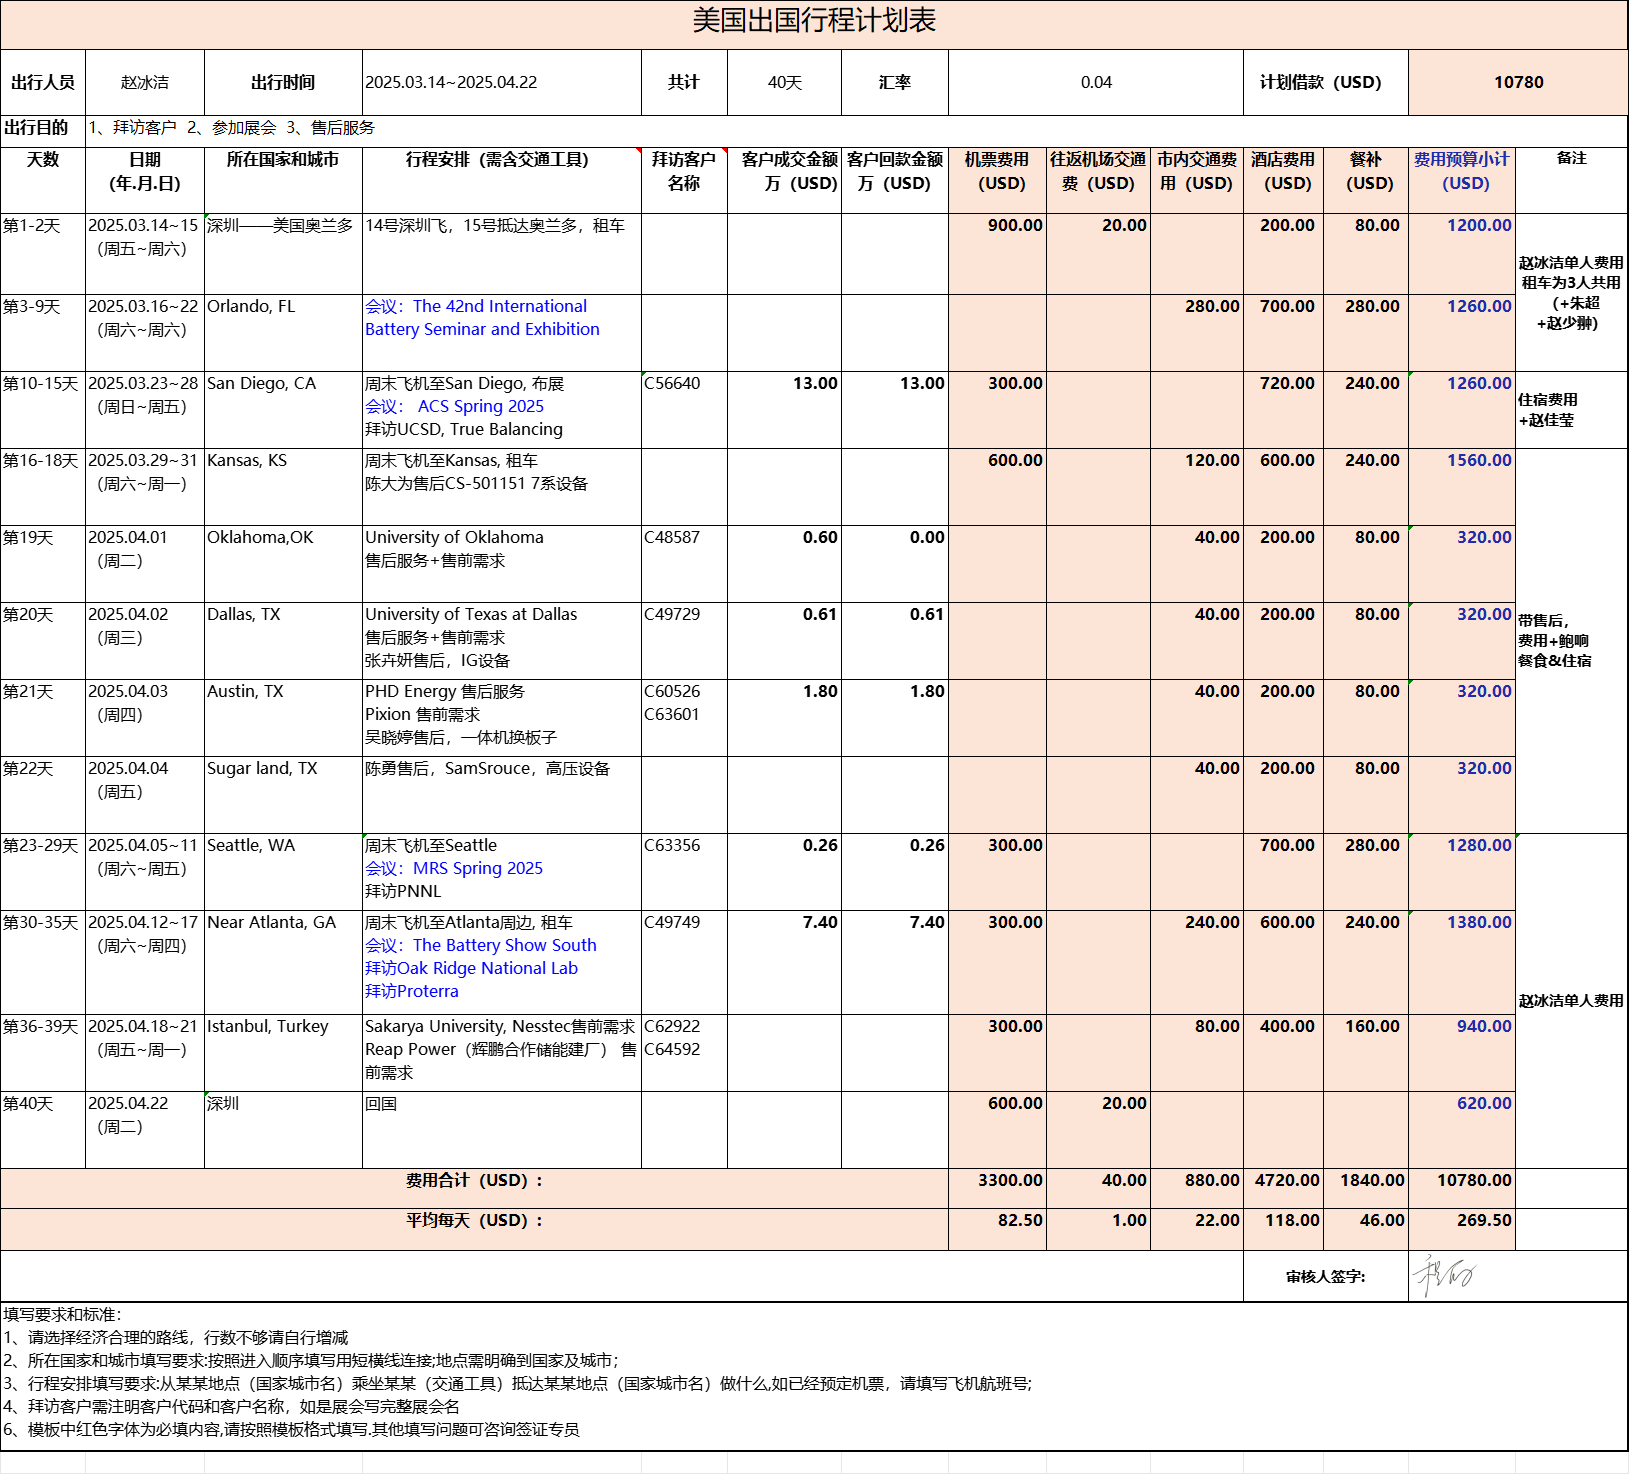 美国出国行程计划表
出行人员 赵冰洁 出行时间 2025.03.14~2025.04.22 共计 40天 汇率 0.04 计划借款（USD） 10780
出行目的 1、拜访客户 2、参加展会 3、售后服务
天数 日期 所在国家和城市 行程安排（需含交通工具） 拜访客户 客户成交金额 客户回款金额 机票费用 往返机场交通 市内交通费 酒店费用 餐补 费用预算小计 备注
(年.月.日) 名称 万（USD) 万（USD) （USD) 费（USD) 用（USD) （USD) （USD) （USD)
第1-2天 2025.03.14~15 深圳——美国奥兰多 14号深圳飞，15号抵达奥兰多，租车 900.00 20.00 200.00 80.00 1200.00
（周五~周六）
赵冰洁单人费用
租车为3人共用
（+朱超
+赵少翀)
第3-9天 2025.03.16~22 Orlando, FL 会议：The 42nd International 280.00 700.00 280.00 1260.00
（周六~周六） Battery Seminar and Exhibition
第10-15天 2025.03.23~28 San Diego, CA 周末飞机至San Diego, 布展 C56640 13.00 13.00 300.00 720.00 240.00 1260.00
（周日~周五） 会议： ACS Spring 2025
拜访UCSD, True Balancing
住宿费用
+赵佳莹
第16-18天 2025.03.29~31 Kansas, KS 周末飞机至Kansas, 租车 600.00 120.00 600.00 240.00 1560.00
（周六~周一） 陈大为售后CS-501151 7系设备
第19天 2025.04.01 Oklahoma,OK University of Oklahoma C48587 0.60 0.00 40.00 200.00 80.00 320.00
（周二） 售后服务+售前需求
第20天 2025.04.02 Dallas, TX University of Texas at Dallas C49729 0.61 0.61 40.00 200.00 80.00 320.00
（周三） 售后服务+售前需求
张卉妍售后，IG设备
带售后，
费用+鲍响
餐食&住宿
第21天 2025.04.03 Austin, TX PHD Energy 售后服务 C60526 1.80 1.80 40.00 200.00 80.00 320.00
（周四） Pixion 售前需求 C63601
吴晓婷售后，一体机换板子
第22天 2025.04.04 Sugar land, TX 陈勇售后，SamSrouce，高压设备 40.00 200.00 80.00 320.00
（周五）
第23-29天 2025.04.05~11 Seattle, WA 周末飞机至Seattle C63356 0.26 0.26 300.00 700.00 280.00 1280.00
（周六~周五） 会议：MRS Spring 2025
拜访PNNL
第30-35天 2025.04.12~17 Near Atlanta, GA 周末飞机至Atlanta周边, 租车 C49749 7.40 7.40 300.00 240.00 600.00 240.00 1380.00
（周六~周四） 会议：The Battery Show South
拜访Oak Ridge National Lab
拜访Proterra
赵冰洁单人费用
第36-39天 2025.04.18~21 Istanbul, Turkey Sakarya University, Nesstec售前需求 C62922 300.00 80.00 400.00 160.00 940.00
（周五~周一） Reap Power（辉鹏合作储能建厂） 售 C64592
前需求
第40天 2025.04.22 深圳 回国 600.00 20.00 620.00
（周二）
费用合计（USD）： 3300.00 40.00 880.00 4720.00 1840.00 10780.00
平均每天（USD）： 82.50 1.00 22.00 118.00 46.00 269.50
审核人签字:
填写要求和标准：
1、请选择经济合理的路线，行数不够请自行增减
2、所在国家和城市填写要求:按照进入顺序填写用短横线连接;地点需明确到国家及城市；
3、行程安排填写要求:从某某地点（国家城市名）乘坐某某（交通工具）抵达某某地点（国家城市名）做什么,如已经预定机票，请填写飞机航班号;
4、拜访客户需注明客户代码和客户名称，如是展会写完整展会名
6、模板中红色字体为必填内容,请按照模板格式填写.其他填写问题可咨询签证专员